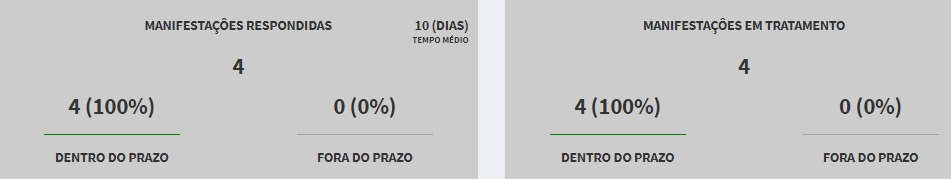 MANIFESTAÇÕES RESPONDIDAS
10 (DIAS)
TEMPO MÉDIO
4
4 (100%)
0 (0%)
DENTRO DO PRAZO
FORA DO PRAZO
MANIFESTAÇÕES EM TRATAMENTO
4
4 (100%)
0 (0%)
DENTRO DO PRAZO
FORA DO PRAZO